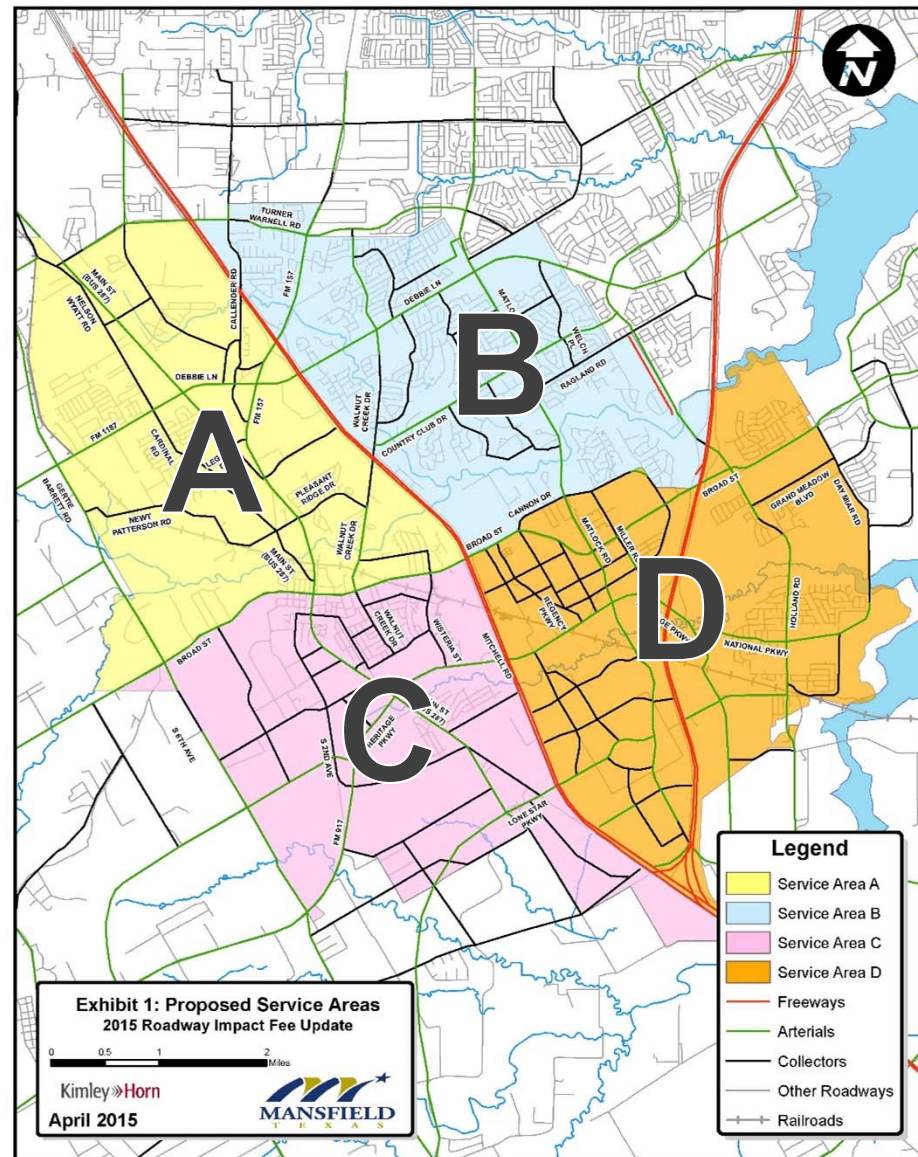 N
TURNER
WARNELL RD
MAIN ST
(BUS 287)
NELSON
WYATT RD
CALLENDER RD
FM 157
DEBBIE LN
WELCH
PL
B
RAGLAND RD
DEBBIE LN
FM 157
WALNUT
CREEK DR
COUNTRY CLUB DR
FM 1187
CARDINAL
RD
A
GERTIE
BARRETT RD
PLEASANT
RIDGE DR
NEWT
PATTERSON RD
WALNUT
CREEK DR
MAIN ST
(BUS 287)
CANNON DR
BROAD ST
BROAD ST
GRAND MEADOW
BLVD
DAY MIAR RD
MATLOCK RD
MILLER RD
D
REGENCY
PKWY
HOLLAND RD
NATIONAL PKWY
WALNUT
CREEK DR
WISTERIA ST
MITCHELL RD
BROAD ST
C
S 6TH AVE
HERITAGE
PKWY
S 2ND AVE
LONE STAR
PKWY
FM 917
Legend
Service Area A
Service Area B
Service Area C
Service Area D
Freeways
Arterials
Collectors
Other Roadways
Railroads
Exhibit 1: Proposed Service Areas
2015 Roadway Impact Fee Update
0 0.5 1 2
Miles
Kimley»Horn
April 2015
MANSFIELD
TEXAS